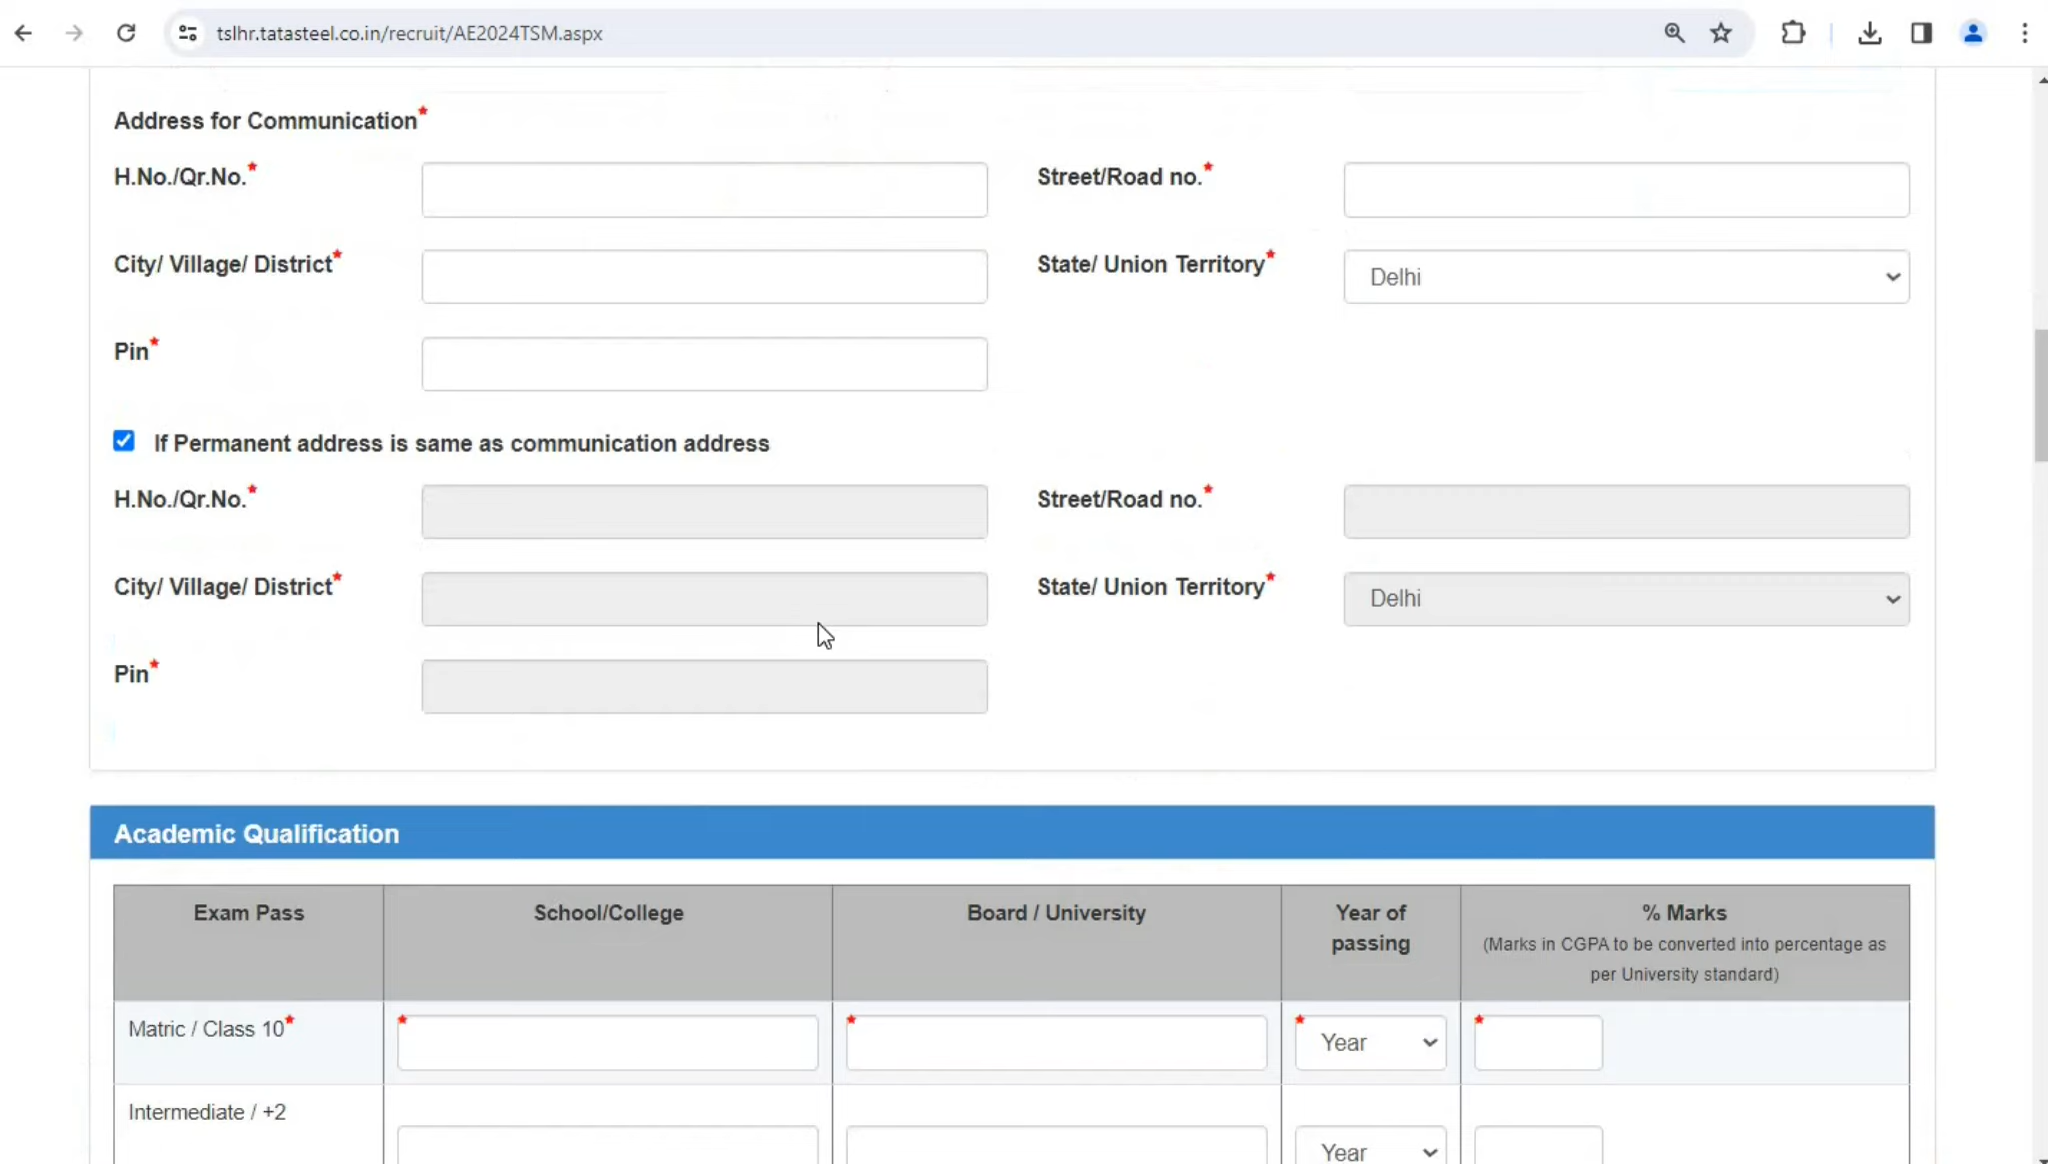 tslhr.tatasteel.co.in/recruit/AE2024TSM.aspx
Address for Communication*
H.No./Qr.No.*
Street/Road no.*
City/ Village/ District*
State/ Union Territory*
Delhi
Pin*
If Permanent address is same as communication address
H.No./Qr.No.*
Street/Road no.*
City/ Village/ District*
State/ Union Territory*
Delhi
Pin*
Academic Qualification
Exam Pass
School/College
Board / University
Year of
passing
% Marks
(Marks in CGPA to be converted into percentage as
per University standard)
Matric / Class 10*
*
*
*
Year
*
Intermediate / +2
Year